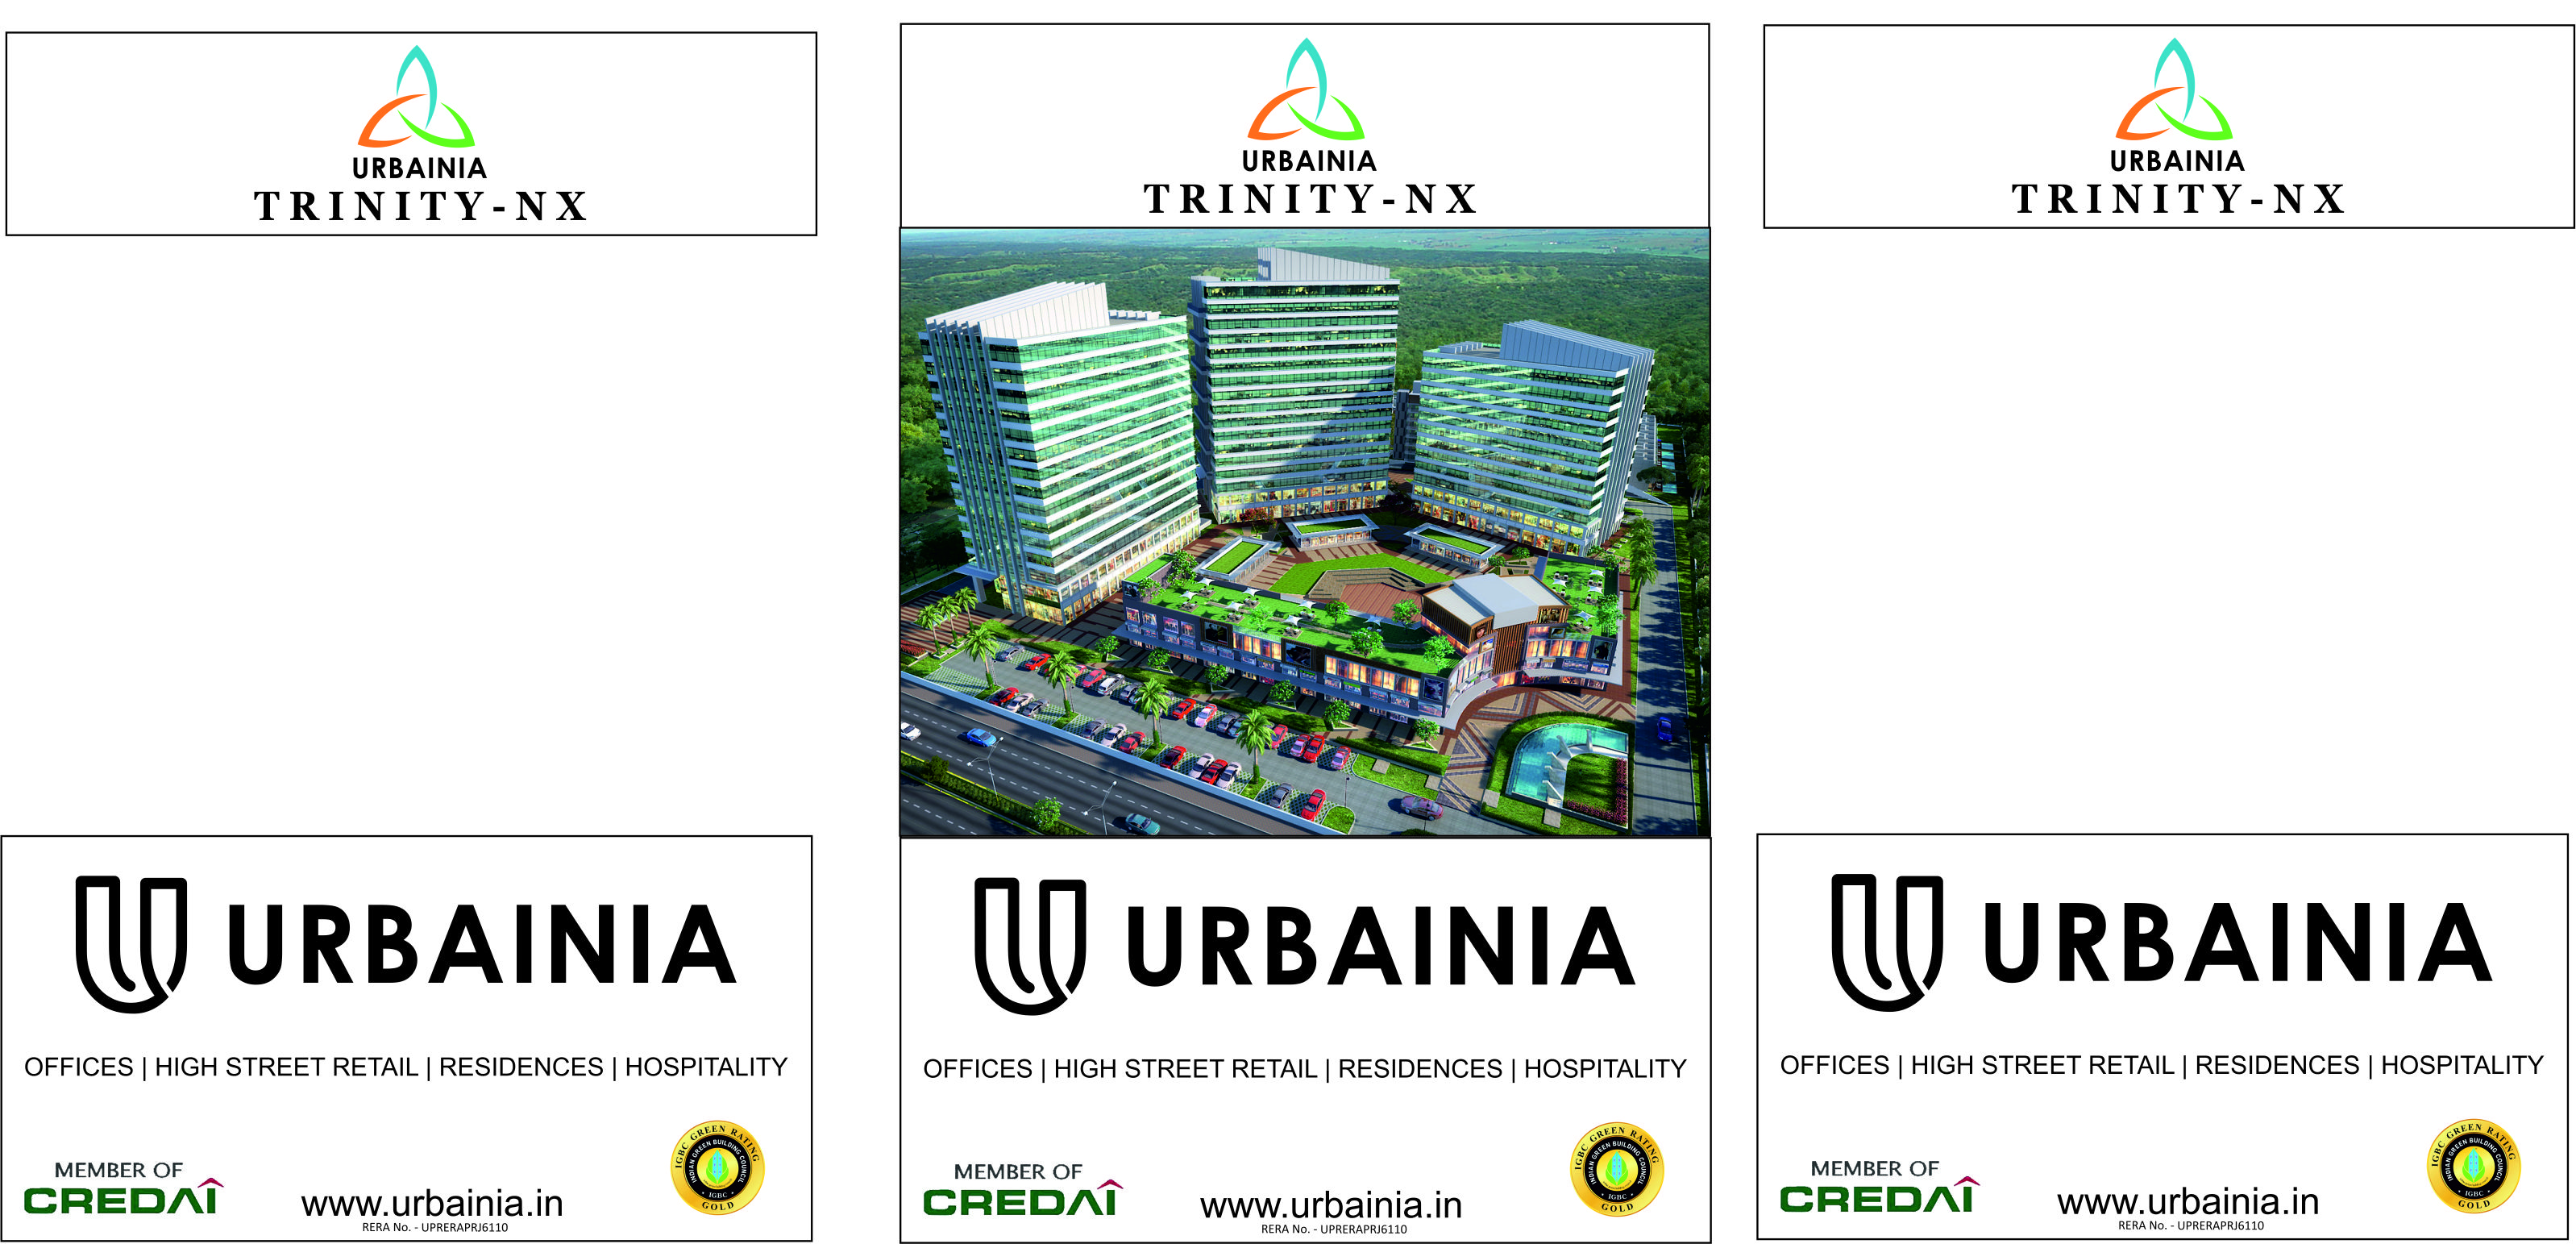 URBAINIA
TRINITY-NX
URBAINIA
TRINITY-NX
URBAINIA
TRINITY-NX
URBAINIA
OFFICES | HIGH STREET RETAIL | RESIDENCES | HOSPITALITY
MEMBER OF
CREDAI
www.urbainia.in
RERA No. - UPRERAPRJ6110
IGBC GREEN RATING
INDIAN GREEN BUILDING COUNCIL
IGBC
GOLD
URBAINIA
OFFICES | HIGH STREET RETAIL | RESIDENCES | HOSPITALITY
MEMBER OF
CREDAI
www.urbainia.in
RERA No. - UPRERAPRJ6110
IGBC GREEN RATING
INDIAN GREEN BUILDING COUNCIL
IGBC
GOLD
URBAINIA
OFFICES | HIGH STREET RETAIL | RESIDENCES | HOSPITALITY
MEMBER OF
CREDAI
www.urbainia.in
RERA No. - UPRERAPRJ6110
IGBC GREEN RATING
INDIAN GREEN BUILDING COUNCIL
IGBC
GOLD